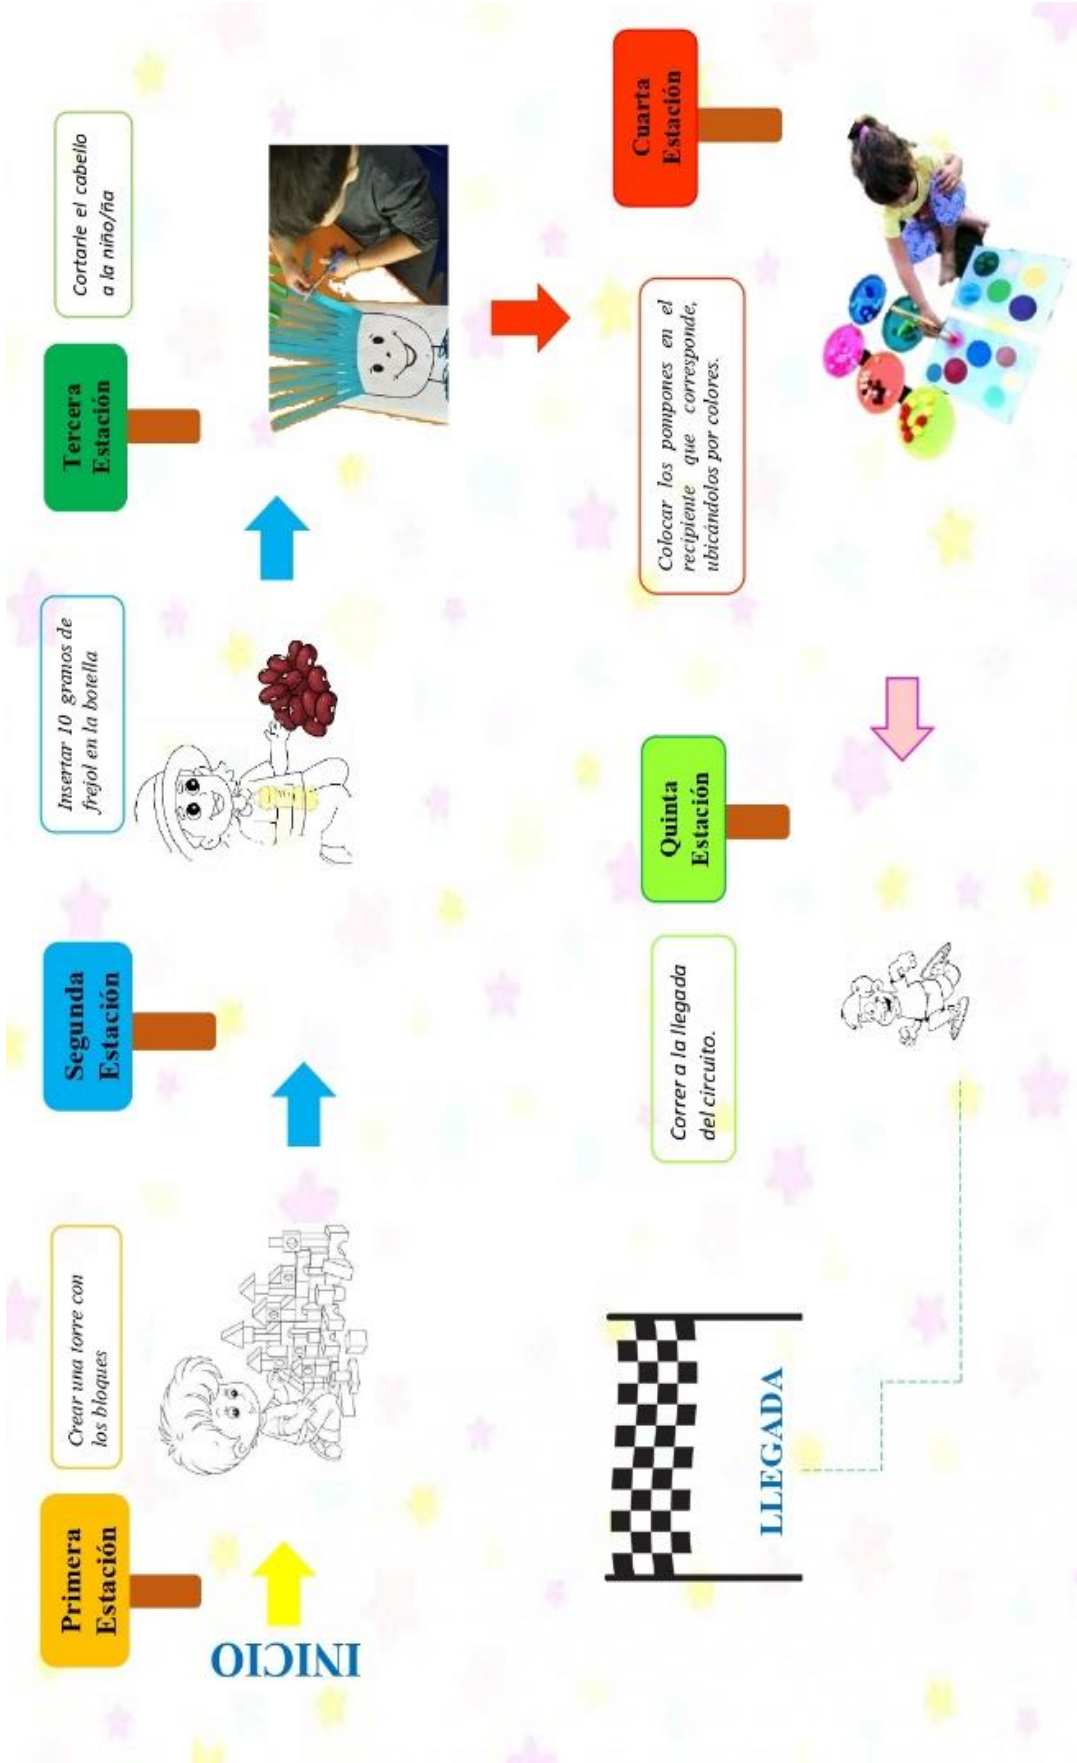 INICIO
Primera
Estación
Crear una torre con
los bloques
Segunda
Estación
Insertar 10 granos de
frejol en la botella
Tercera
Estación
Cortarle el cabello
a la niño/ña
Cuarta
Estación
Colocar los pompones en el
recipiente que corresponde,
ubicándolos por colores.
Quinta
Estación
Correr a la llegada
del circuito.
LLEGADA